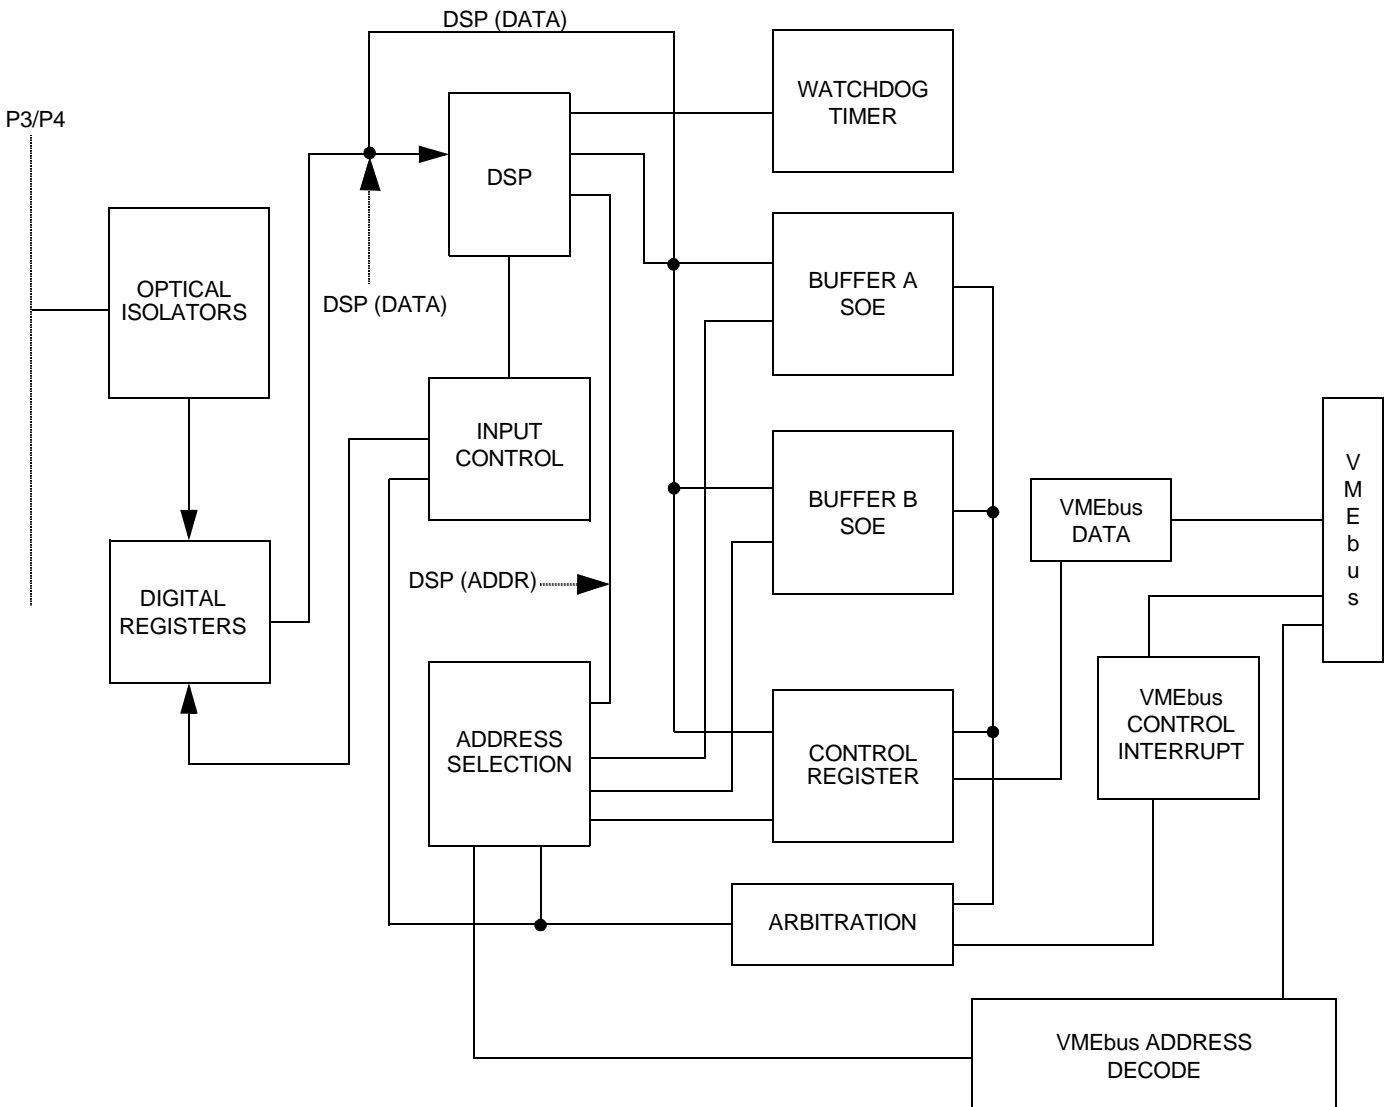 DSP (DATA)
WATCHDOG
TIMER
P3/P4
DSP
OPTICAL
ISOLATORS
DSP (DATA)
BUFFER A
SOE
INPUT
CONTROL
BUFFER B
SOE
VMEbus
DATA
V
M
E
b
u
s
DSP (ADDR)
DIGITAL
REGISTERS
VMEbus
CONTROL
INTERRUPT
ADDRESS
SELECTION
CONTROL
REGISTER
ARBITRATION
VMEbus ADDRESS
DECODE